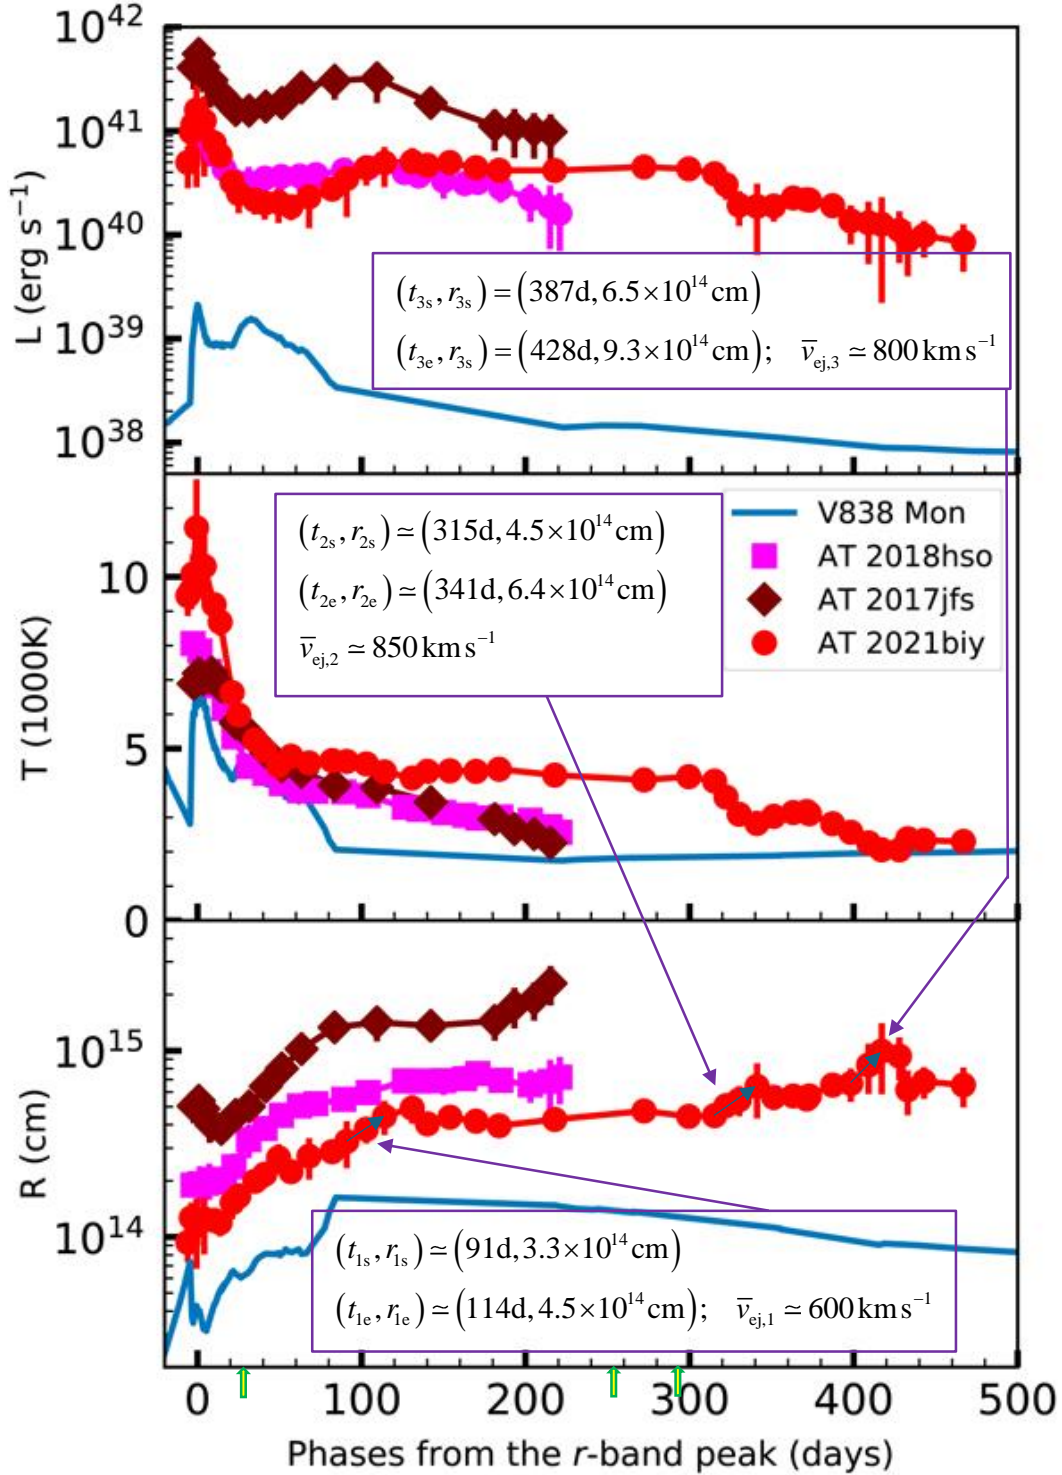 10^42
10^41
10^40
10^39
10^38
L (erg s^−1)
(t_3s, r_3s) = (387d, 6.5×10^14 cm)
(t_3e, r_3s) = (428d, 9.3×10^14 cm); v̅_ej,3 ≃ 800 km s^−1
10
5
0
T (1000K)
(t_2s, r_2s) ≃ (315d, 4.5×10^14 cm)
(t_2e, r_2e) ≃ (341d, 6.4×10^14 cm)
v̅_ej,2 ≃ 850 km s^−1
V838 Mon
AT 2018hso
AT 2017jfs
AT 2021biy
10^15
10^14
R (cm)
(t_1s, r_1s) ≃ (91d, 3.3×10^14 cm)
(t_1e, r_1e) ≃ (114d, 4.5×10^14 cm); v̅_ej,1 ≃ 600 km s^−1
0 100 200 300 400 500
Phases from the r-band peak (days)